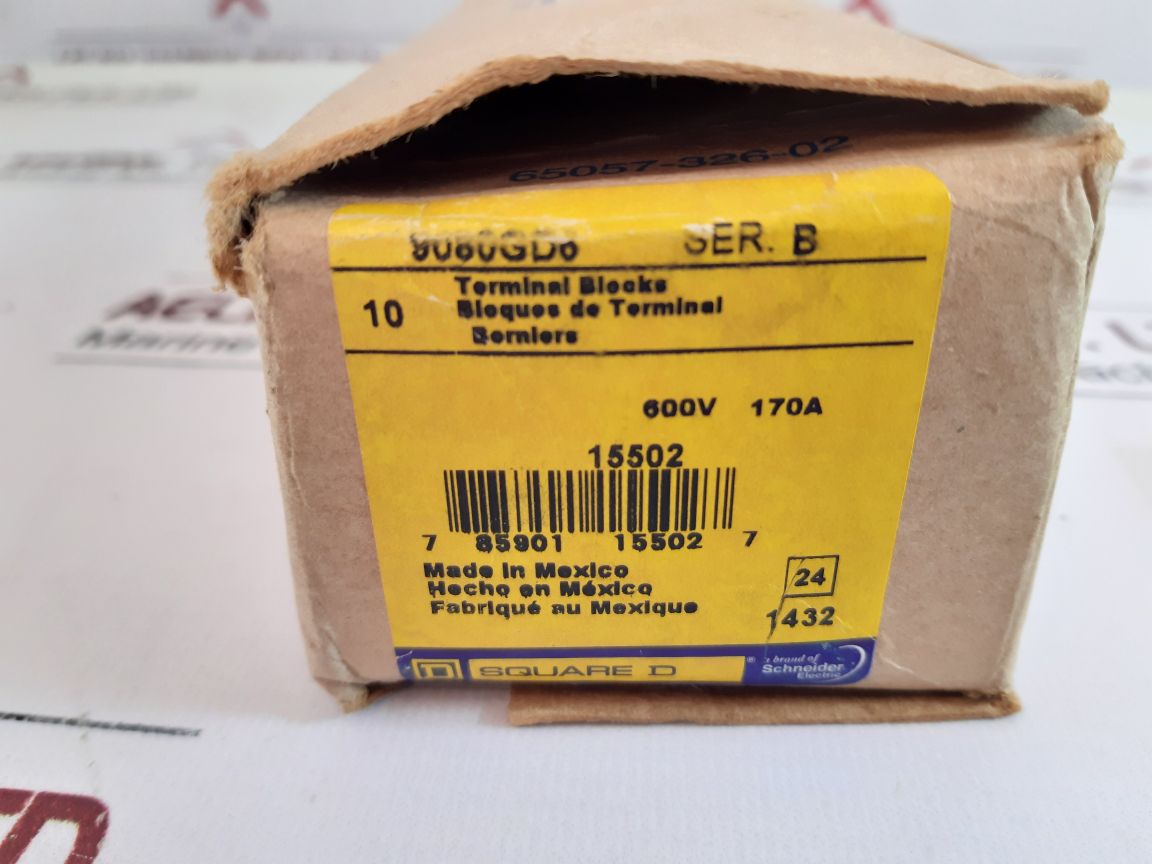 65057-326-02
9080GD6 SER. B
10
Terminal Blocks
Bloques de Terminal
Borniers
600V 170A
15502
7 85901 15502 7
Made in Mexico
Hecho en México
Fabriqué au Mexique
24
1432
SQUARE D
®
a brand of
Schneider
Electric
Marine